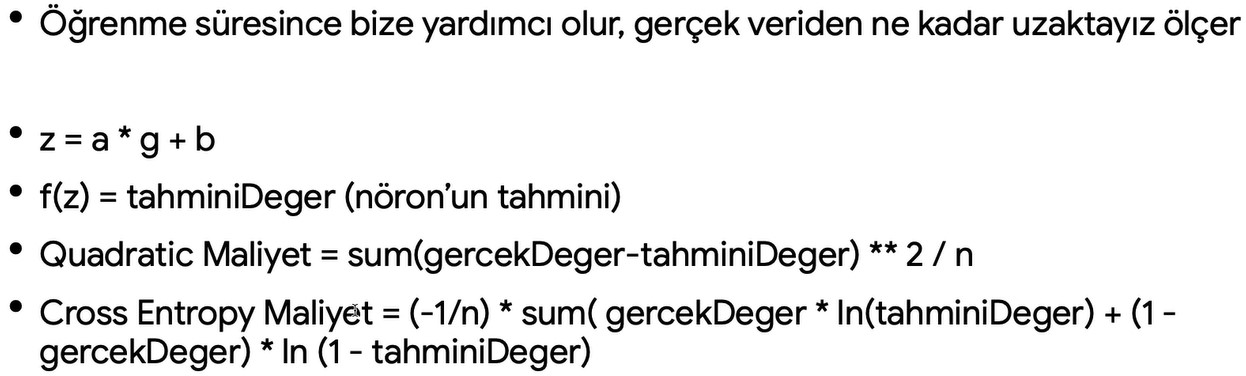 • Öğrenme süresince bize yardımcı olur, gerçek veriden ne kadar uzaktayız ölçer
• z = a * g + b
• f(z) = tahminiDeger (nöron’un tahmini)
• Quadratic Maliyet = sum(gercekDeger-tahminiDeger) ** 2 / n
• Cross Entropy Maliyet = (-1/n) * sum( gercekDeger * ln(tahminiDeger) + (1 -
gercekDeger) * ln (1 - tahminiDeger)